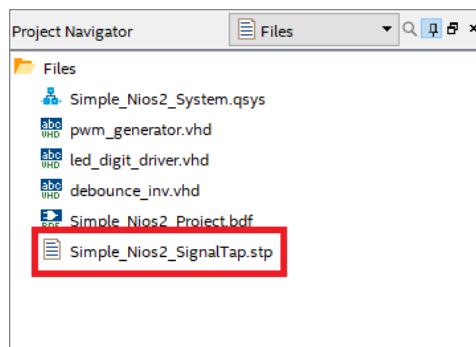 Project Navigator Files
Files
Simple_Nios2_System.qsys
abc VHD pwm_generator.vhd
abc VHD led_digit_driver.vhd
abc VHD debounce_inv.vhd
BDF Simple_Nios2_Project.bdf
Simple_Nios2_SignalTap.stp